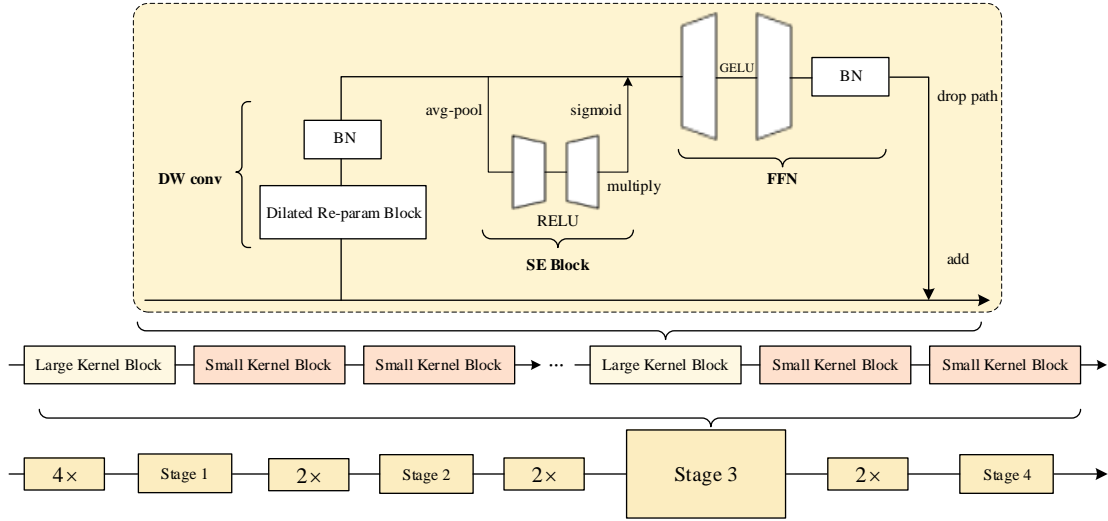 GELU
BN
drop path
avg-pool
sigmoid
BN
DW conv
FFN
multiply
Dilated Re-param Block
RELU
SE Block
add
Large Kernel Block
Small Kernel Block
Small Kernel Block
...
Large Kernel Block
Small Kernel Block
Small Kernel Block
4×
Stage 1
2×
Stage 2
2×
Stage 3
2×
Stage 4